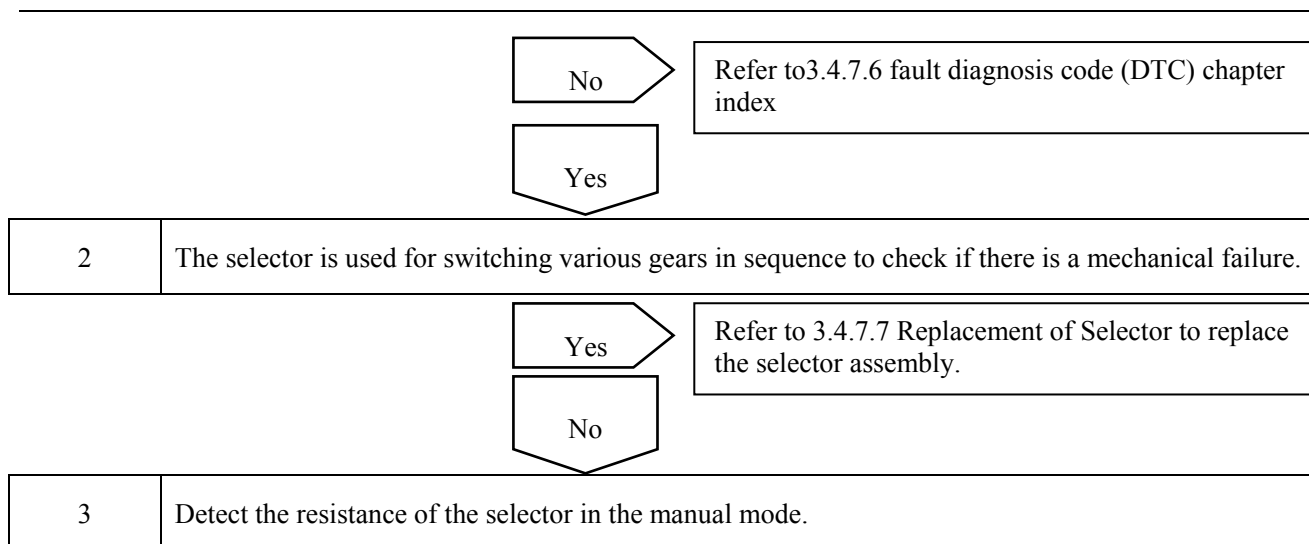 No
Refer to3.4.7.6 fault diagnosis code (DTC) chapter
index
Yes
2
The selector is used for switching various gears in sequence to check if there is a mechanical failure.
Yes
Refer to 3.4.7.7 Replacement of Selector to replace
the selector assembly.
No
3
Detect the resistance of the selector in the manual mode.